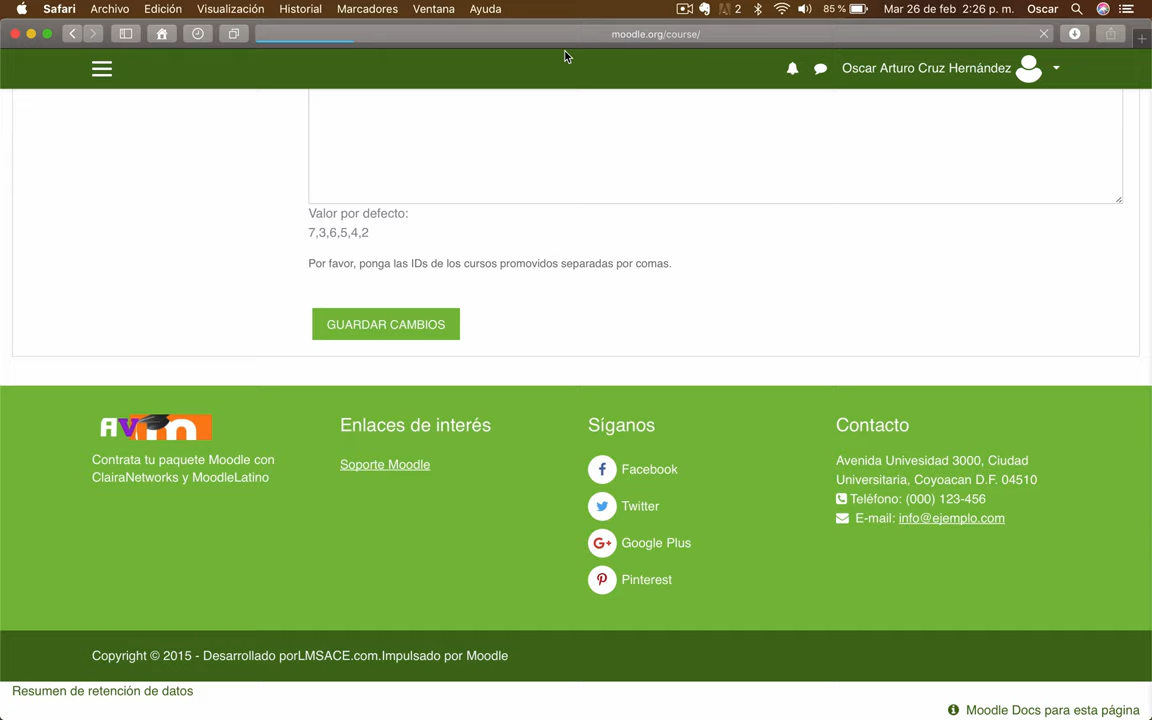 Safari Archivo Edición Visualización Historial Marcadores Ventana Ayuda 2 85 % Mar 26 de feb 2:26 p. m. Oscar
moodle.org/course/
Oscar Arturo Cruz Hernández
Valor por defecto:
7,3,6,5,4,2
Por favor, ponga las IDs de los cursos promovidos separadas por comas.
GUARDAR CAMBIOS
Avin
Contrata tu paquete Moodle con
ClairaNetworks y MoodleLatino
Enlaces de interés
Soporte Moodle
Síganos
Facebook
Twitter
G+ Google Plus
Pinterest
Contacto
Avenida Univesidad 3000, Ciudad
Universitaria, Coyoacan D.F. 04510
Teléfono: (000) 123-456
E-mail: info@ejemplo.com
Copyright © 2015 - Desarrollado porLMSACE.com.Impulsado por Moodle
Resumen de retención de datos
Moodle Docs para esta página